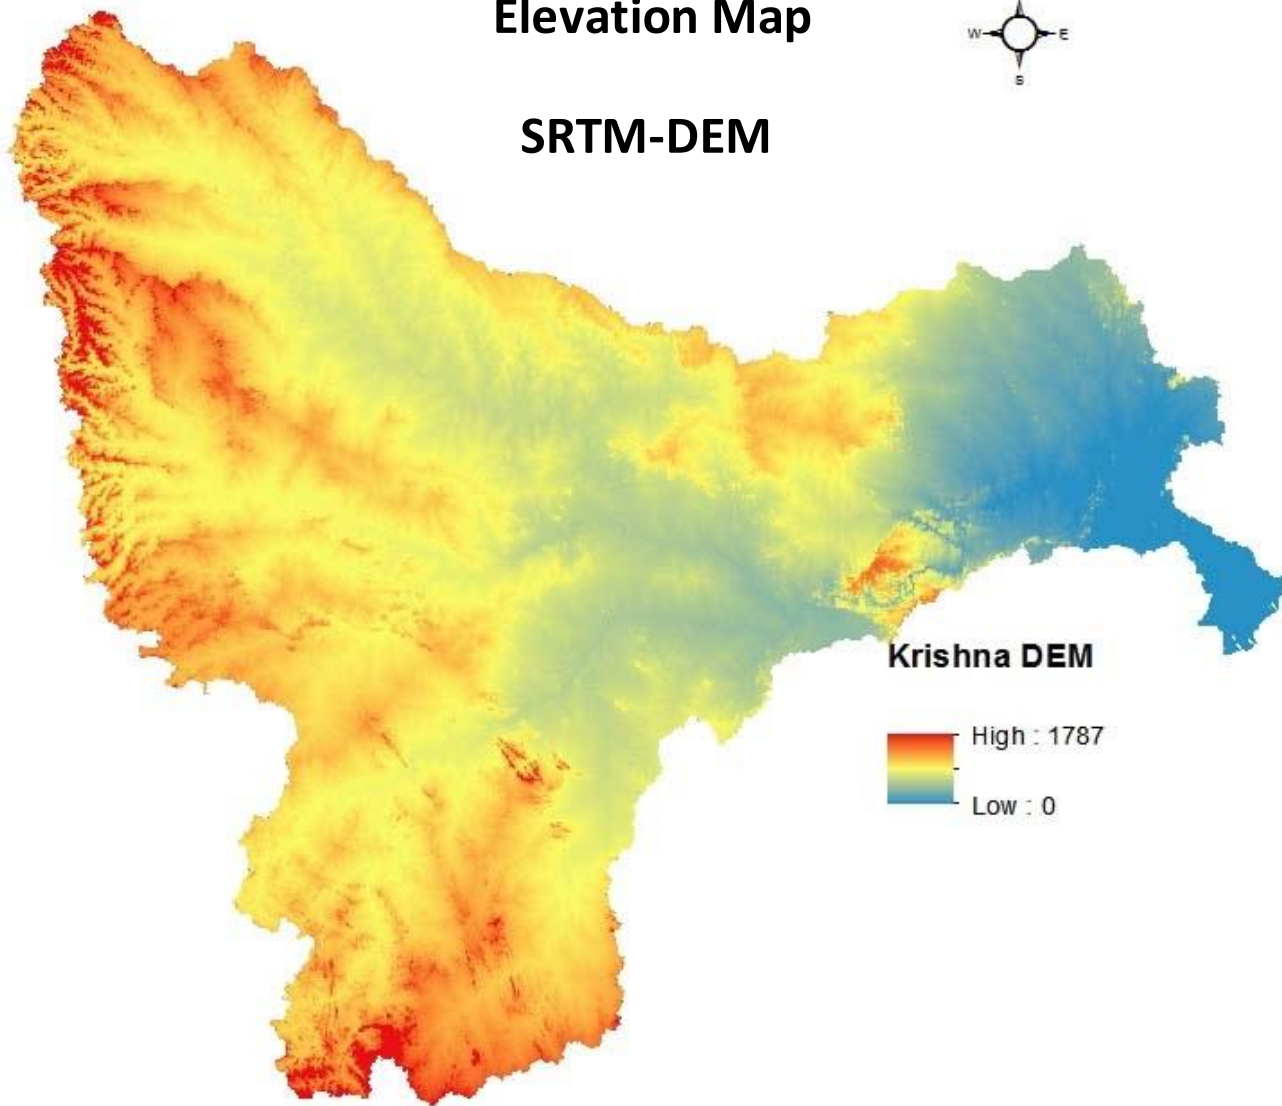 Elevation Map
W E
S
SRTM-DEM
Krishna DEM
High : 1787
Low : 0